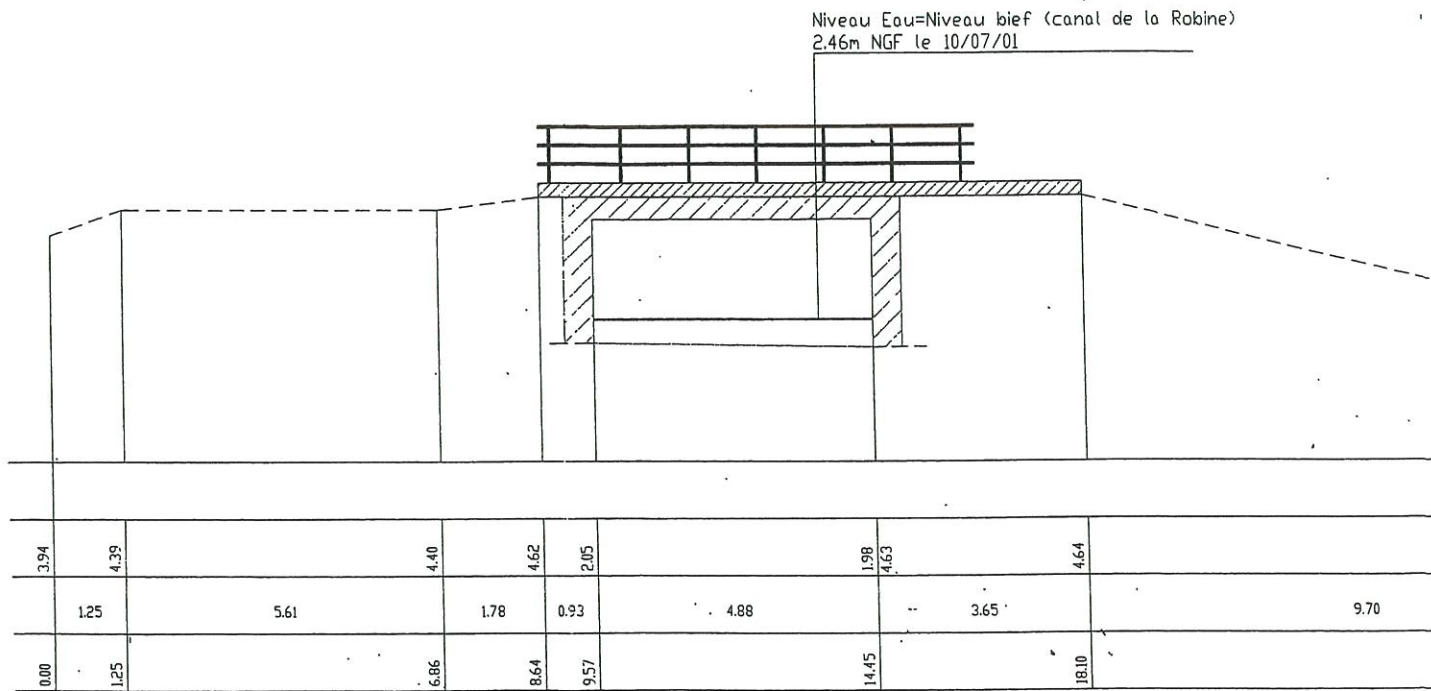 Niveau Eau=Niveau bief (canal de la Robine)
2.46m NGF le 10/07/01
3.94 4.39 4.40 4.62 2.05 1.98 4.63 4.64
1.25 5.61 1.78 0.93 4.88 3.65 9.70
0.00 1.25 6.86 8.64 9.57 14.45 18.10